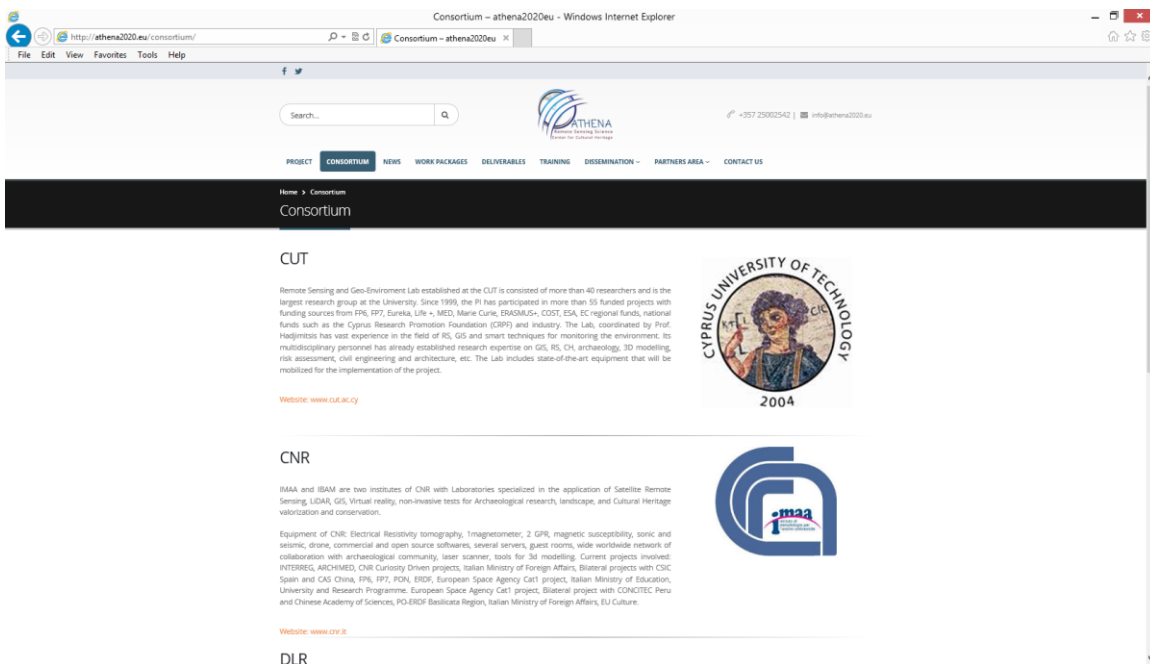 Consortium – athena2020eu - Windows Internet Explorer
http://athena2020.eu/consortium/
Consortium – athena2020eu
File Edit View Favorites Tools Help
Search...
ATHENA
Remote Sensing Science
Center for Cultural Heritage
+357 25002542 | info@athena2020.eu
PROJECT CONSORTIUM NEWS WORK PACKAGES DELIVERABLES TRAINING DISSEMINATION PARTNERS AREA CONTACT US
Home > Consortium
Consortium
CUT
Remote Sensing and Geo-Enviroment Lab established at the CUT is consisted of more than 40 researchers and is the
largest research group at the University. Since 1999, the PI has participated in more than 55 funded projects with
funding sources from FP6, FP7, Eureka, Life +, MED, Marie Curie, ERASMUS+, COST, ESA, EC regional funds, national
funds such as the Cyprus Research Promotion Foundation (CRPF) and industry. The Lab, coordinated by Prof.
Hadjimitsis has vast experience in the field of RS, GIS and smart techniques for monitoring the environment. Its
multidisciplinary personnel has already established research expertise on GIS, RS, CH, archaeology, 3D modelling,
risk assessment, civil engineering and architecture, etc. The Lab includes state-of-the-art equipment that will be
mobilized for the implementation of the project.
Website: www.cut.ac.cy
CYPRUS UNIVERSITY OF TECHNOLOGY
2004
CNR
IMAA and IBAM are two institutes of CNR with Laboratories specialized in the application of Satellite Remote
Sensing, LiDAR, GIS, Virtual reality, non-invasive tests for Archaeological research, landscape, and Cultural Heritage
valorization and conservation.
Equipment of CNR: Electrical Resistivity tomography, 1magnetometer, 2 GPR, magnetic susceptibility, sonic and
seismic, drone, commercial and open source softwares, several servers, guest rooms, wide worldwide network of
collaboration with archaeological community, laser scanner, tools for 3d modelling. Current projects involved:
INTERREG, ARCHIMED, CNR Curiosity Driven projects, Italian Ministry of Foreign Affairs, Bilateral projects with CSIC
Spain and CAS China, FP6, FP7, PON, ERDF, European Space Agency Cat1 project, Italian Ministry of Education,
University and Research Programme. European Space Agency Cat1 project, Bilateral project with CONCITEC Peru
and Chinese Academy of Sciences, PO-ERDF Basilicata Region, Italian Ministry of Foreign Affairs, EU Culture.
Website: www.cnr.it
imaa
DLR